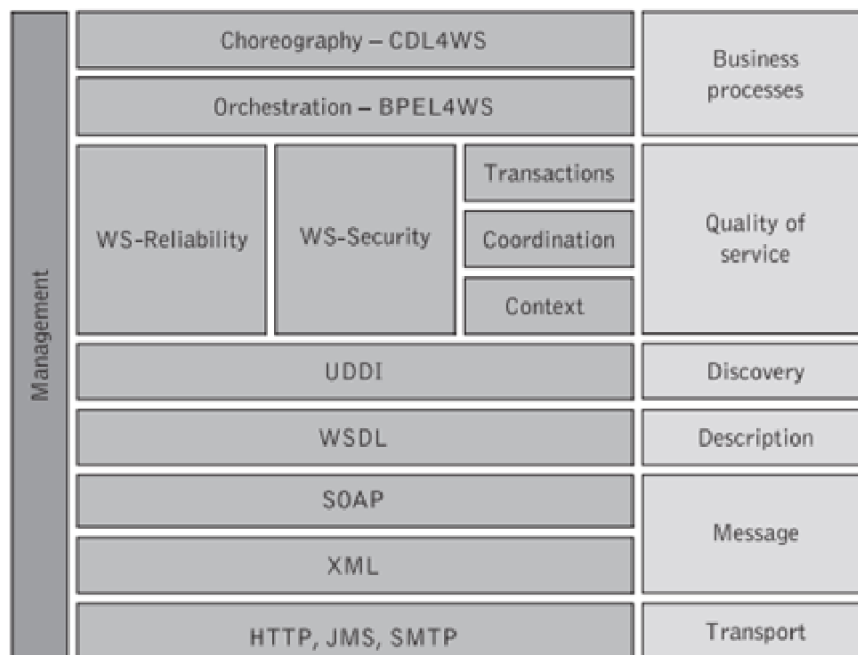 Management
Choreography – CDL4WS
Business
processes
Orchestration – BPEL4WS
WS-Reliability
WS-Security
Transactions
Coordination
Context
Quality of
service
UDDI
Discovery
WSDL
Description
SOAP
Message
XML
HTTP, JMS, SMTP
Transport